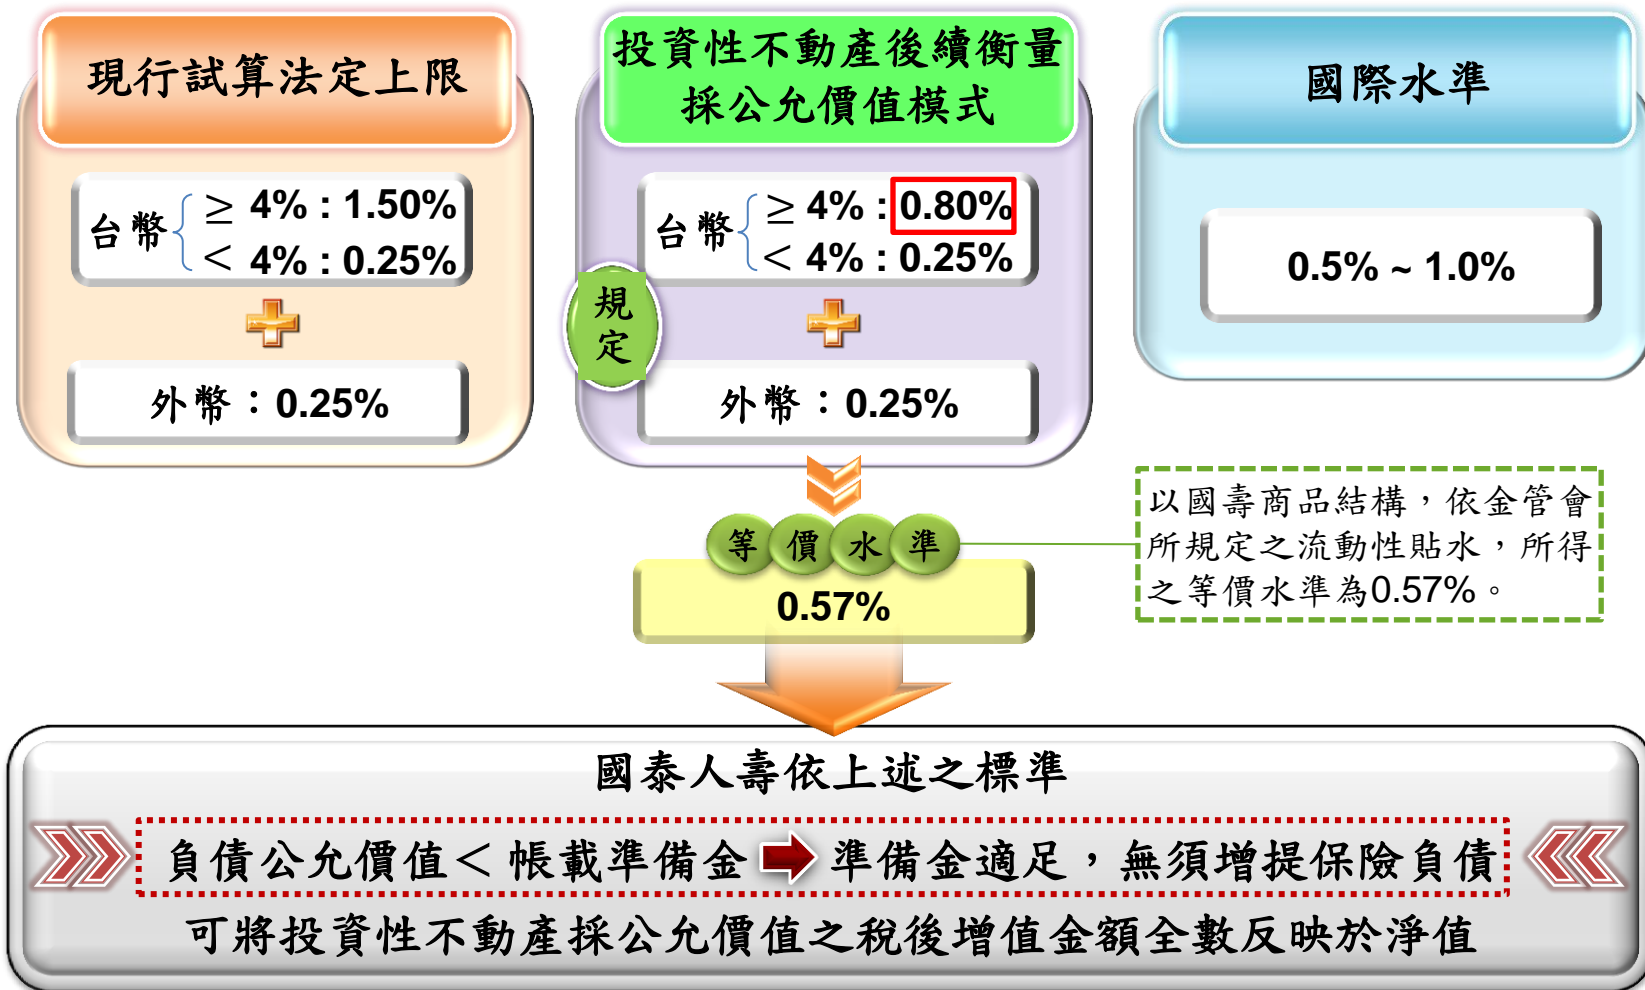 現行試算法定上限
台幣
≥ 4% : 1.50%
< 4% : 0.25%
外幣：0.25%
投資性不動產後續衡量
採公允價值模式
規定
台幣
≥ 4% : 0.80%
< 4% : 0.25%
外幣：0.25%
國際水準
0.5% ~ 1.0%
等價水準
0.57%
以國壽商品結構，依金管會
所規定之流動性貼水，所得
之等價水準為0.57%。
國泰人壽依上述之標準
負債公允價值＜帳載準備金 準備金適足，無須增提保險負債
可將投資性不動產採公允價值之稅後增值金額全數反映於淨值